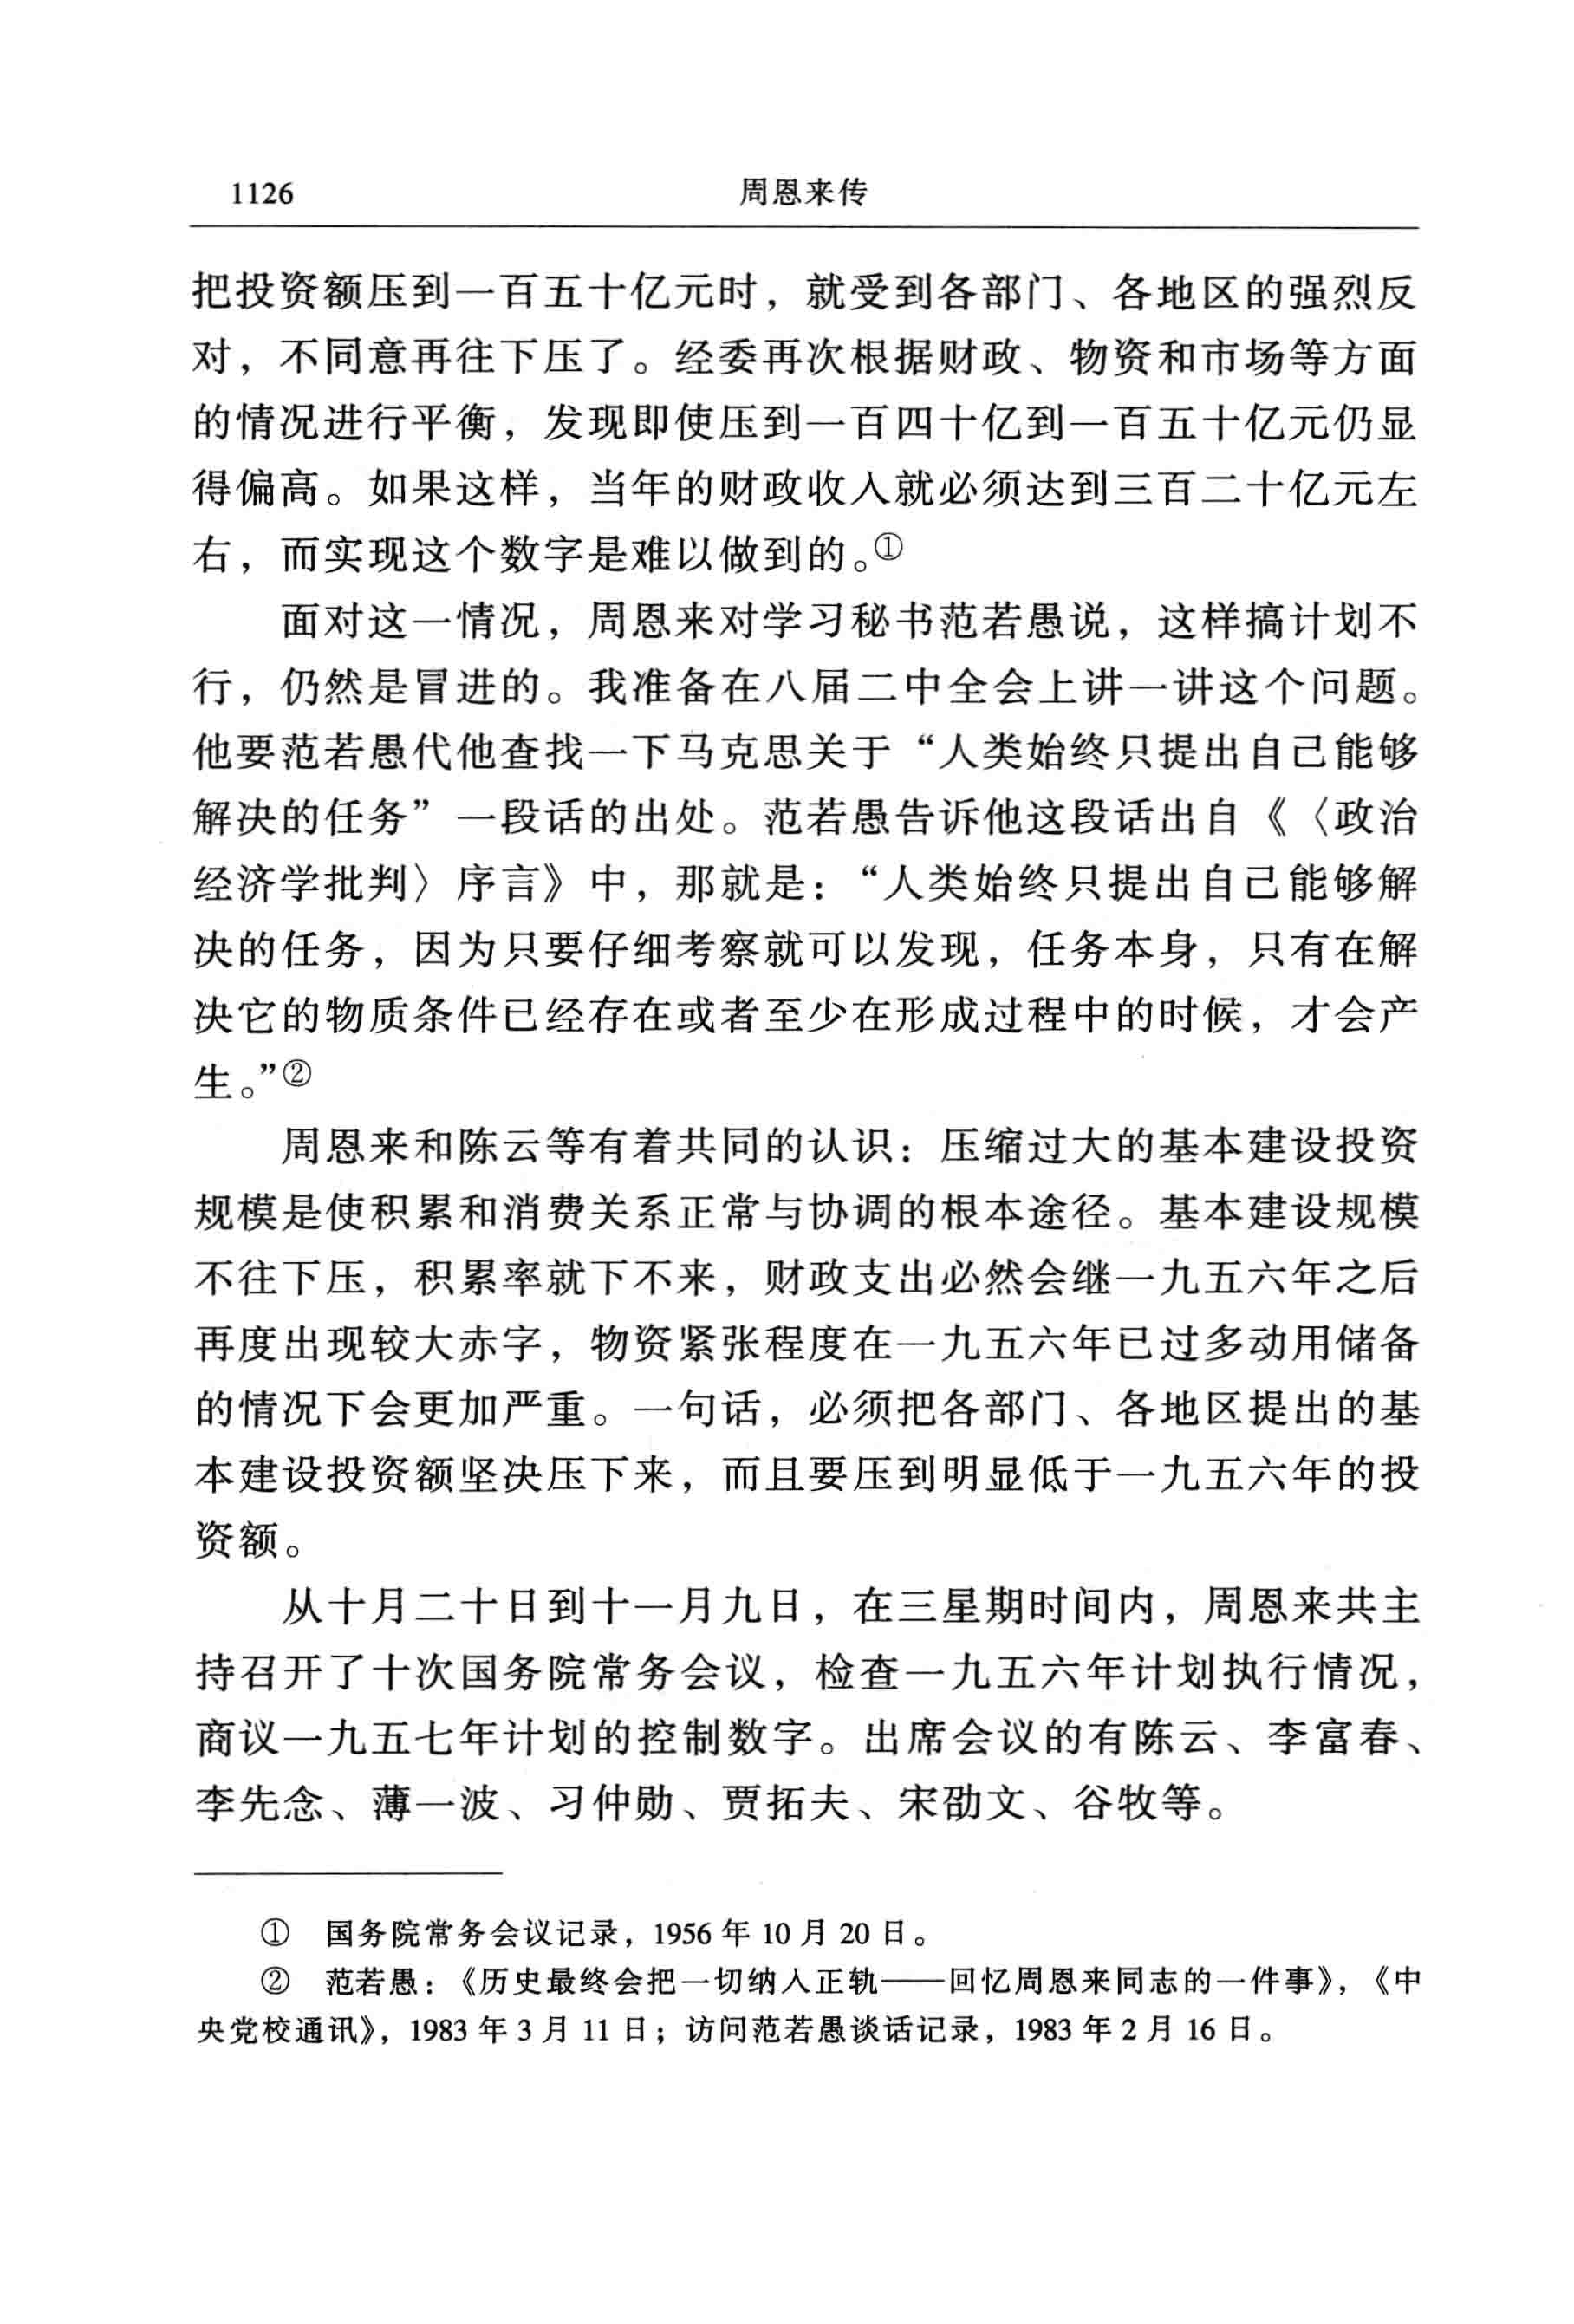 1126 周恩来传
把投资额压到一百五十亿元时，就受到各部门、各地区的强烈反
对，不同意再往下压了。经委再次根据财政、物资和市场等方面
的情况进行平衡，发现即使压到一百四十亿到一百五十亿元仍显
得偏高。如果这样，当年的财政收入就必须达到三百二十亿元左
右，而实现这个数字是难以做到的。①
面对这一情况，周恩来对学习秘书范若愚说，这样搞计划不
行，仍然是冒进的。我准备在八届二中全会上讲一讲这个问题。
他要范若愚代他查找一下马克思关于“人类始终只提出自己能够
解决的任务”一段话的出处。范若愚告诉他这段话出自《〈政治
经济学批判〉序言》中，那就是：“人类始终只提出自己能够解
决的任务，因为只要仔细考察就可以发现，任务本身，只有在解
决它的物质条件已经存在或者至少在形成过程中的时候，才会产
生。”②
周恩来和陈云等有着共同的认识：压缩过大的基本建设投资
规模是使积累和消费关系正常与协调的根本途径。基本建设规模
不往下压，积累率就下不来，财政支出必然会继一九五六年之后
再度出现较大赤字，物资紧张程度在一九五六年已过多动用储备
的情况下会更加严重。一句话，必须把各部门、各地区提出的基
本建设投资额坚决压下来，而且要压到明显低于一九五六年的投
资额。
从十月二十日到十一月九日，在三星期时间内，周恩来共主
持召开了十次国务院常务会议，检查一九五六年计划执行情况，
商议一九五七年计划的控制数字。出席会议的有陈云、李富春、
李先念、薄一波、习仲勋、贾拓夫、宋劭文、谷牧等。
① 国务院常务会议记录，1956 年 10 月 20 日。
② 范若愚：《历史最终会把一切纳入正轨——回忆周恩来同志的一件事》，《中
央党校通讯》，1983 年 3 月 11 日；访问范若愚谈话记录，1983 年 2 月 16 日。